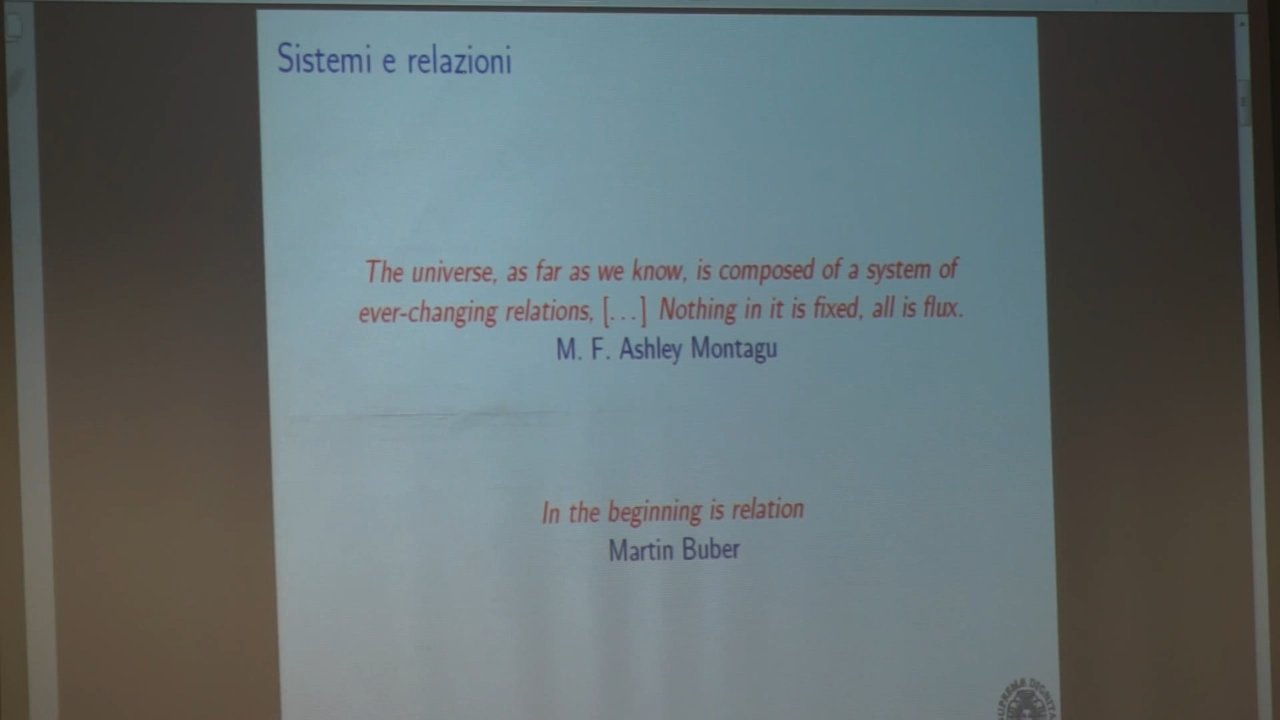 Sistemi e relazioni
The universe, as far as we know, is composed of a system of
ever-changing relations, [...] Nothing in it is fixed, all is flux.
M. F. Ashley Montagu
In the beginning is relation
Martin Buber